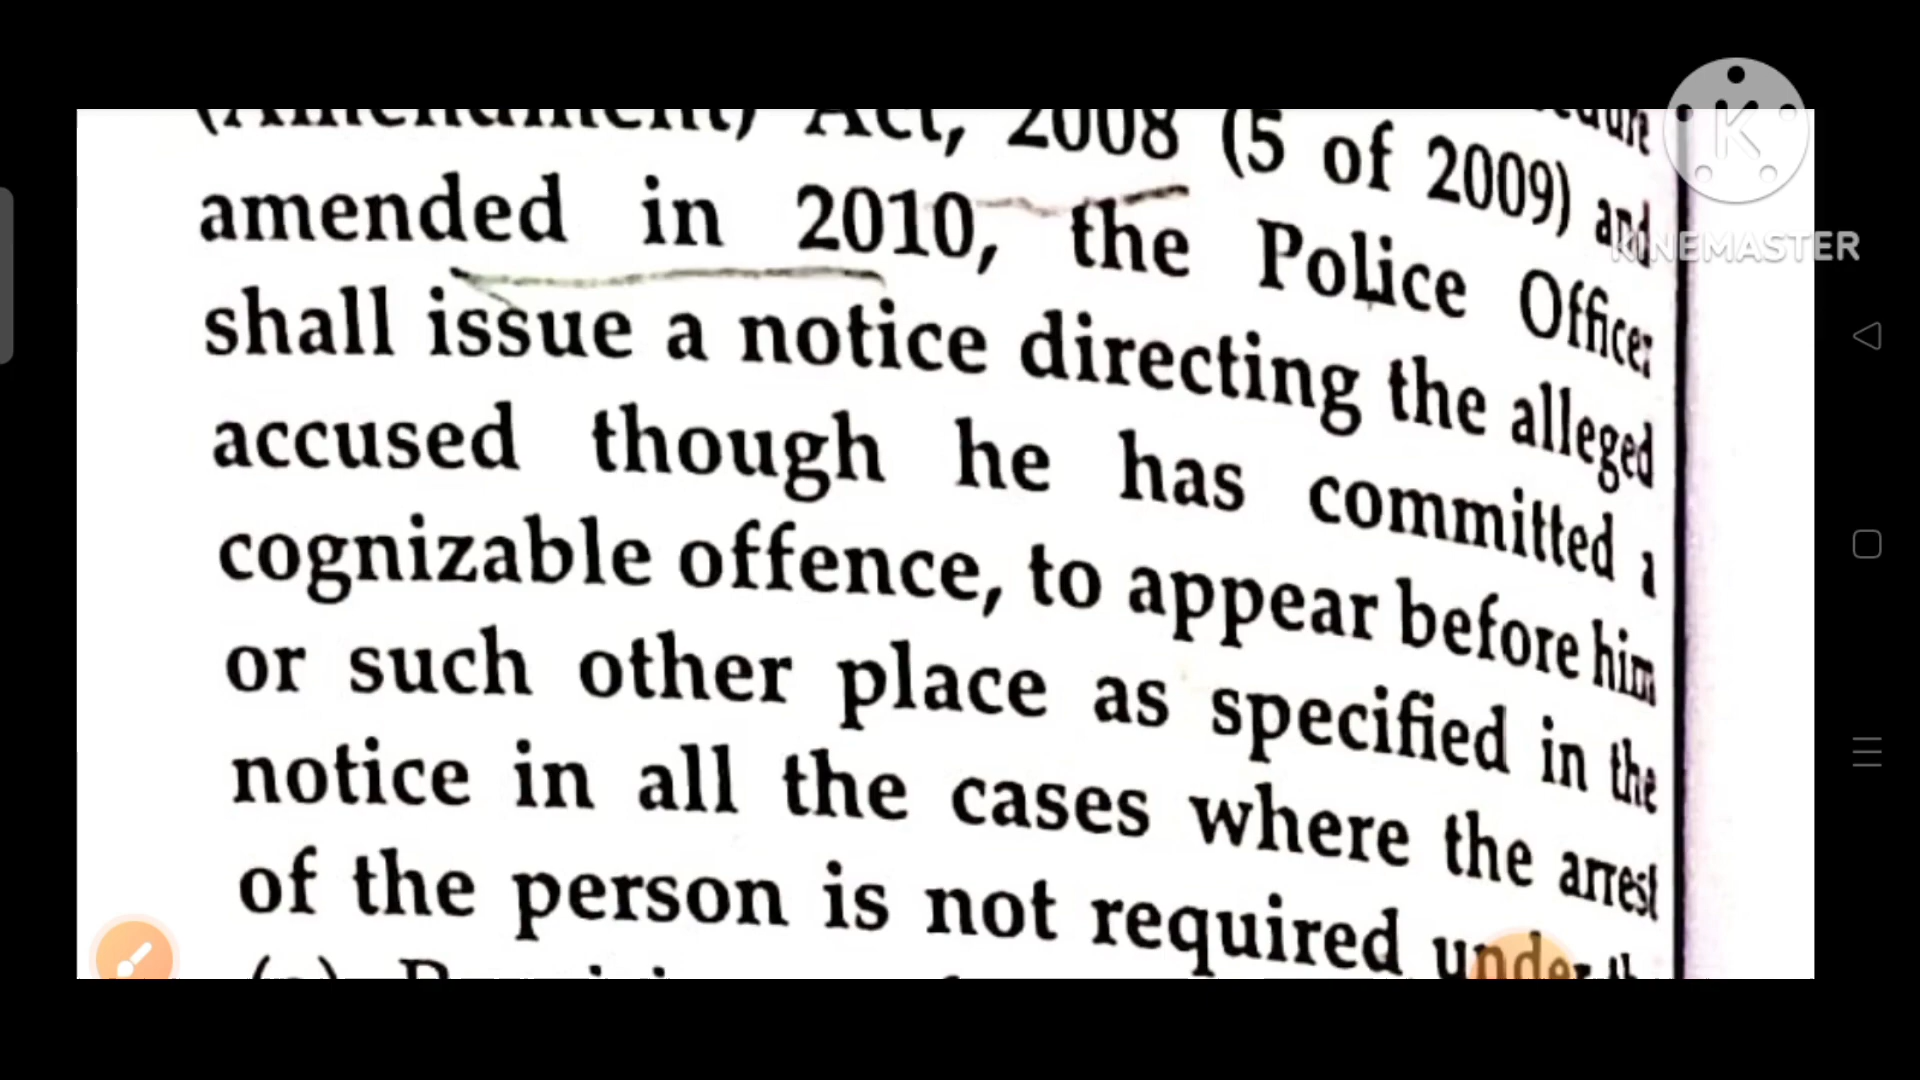 (Amendment) Act, 2008 (5 of 2009) and
amended in 2010, the Police Officer
shall issue a notice directing the alleged
accused though he has committed a
cognizable offence, to appear before him
or such other place as specified in the
notice in all the cases where the arrest
of the person is not required under
K
KINEMASTER